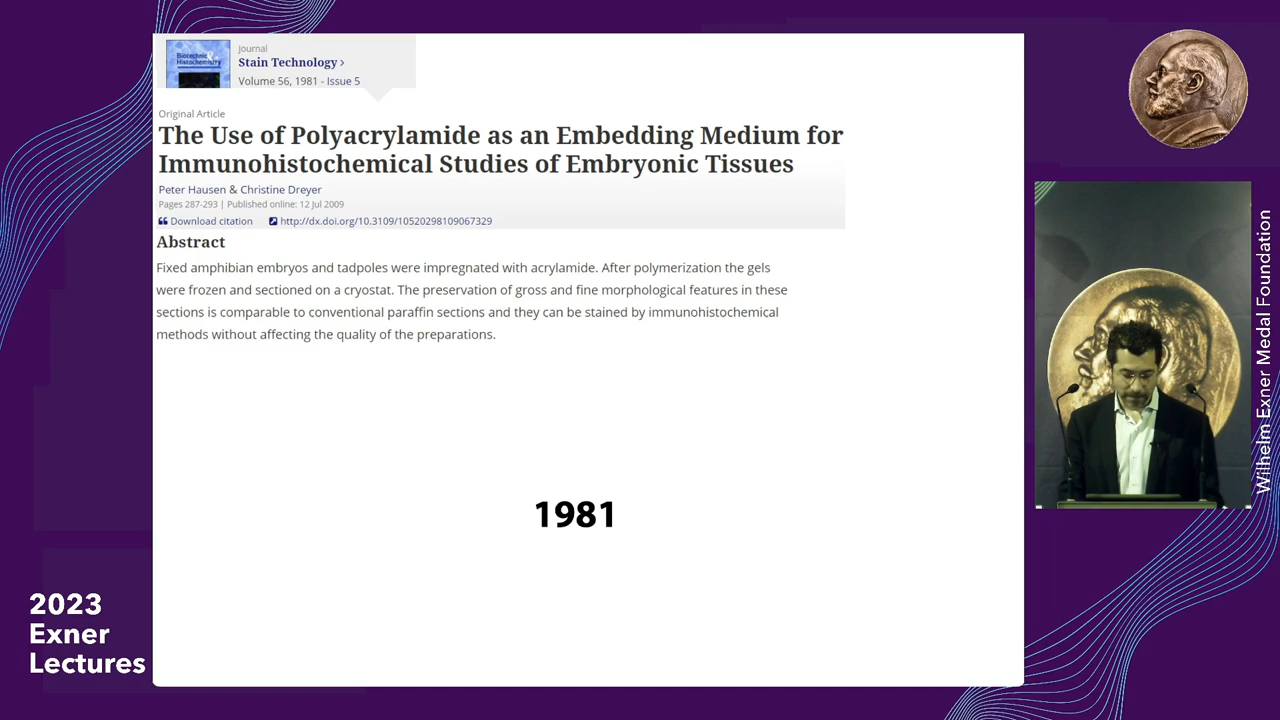 Journal
Stain Technology ›
Volume 56, 1981 - Issue 5
Biotechnic
Histochemistry
Original Article
The Use of Polyacrylamide as an Embedding Medium for
Immunohistochemical Studies of Embryonic Tissues
Peter Hausen & Christine Dreyer
Pages 287-293 | Published online: 12 Jul 2009
Download citation http://dx.doi.org/10.3109/10520298109067329
Abstract
Fixed amphibian embryos and tadpoles were impregnated with acrylamide. After polymerization the gels
were frozen and sectioned on a cryostat. The preservation of gross and fine morphological features in these
sections is comparable to conventional paraffin sections and they can be stained by immunohistochemical
methods without affecting the quality of the preparations.
1981
2023
Exner
Lectures
Wilhelm Exner Medal Foundation